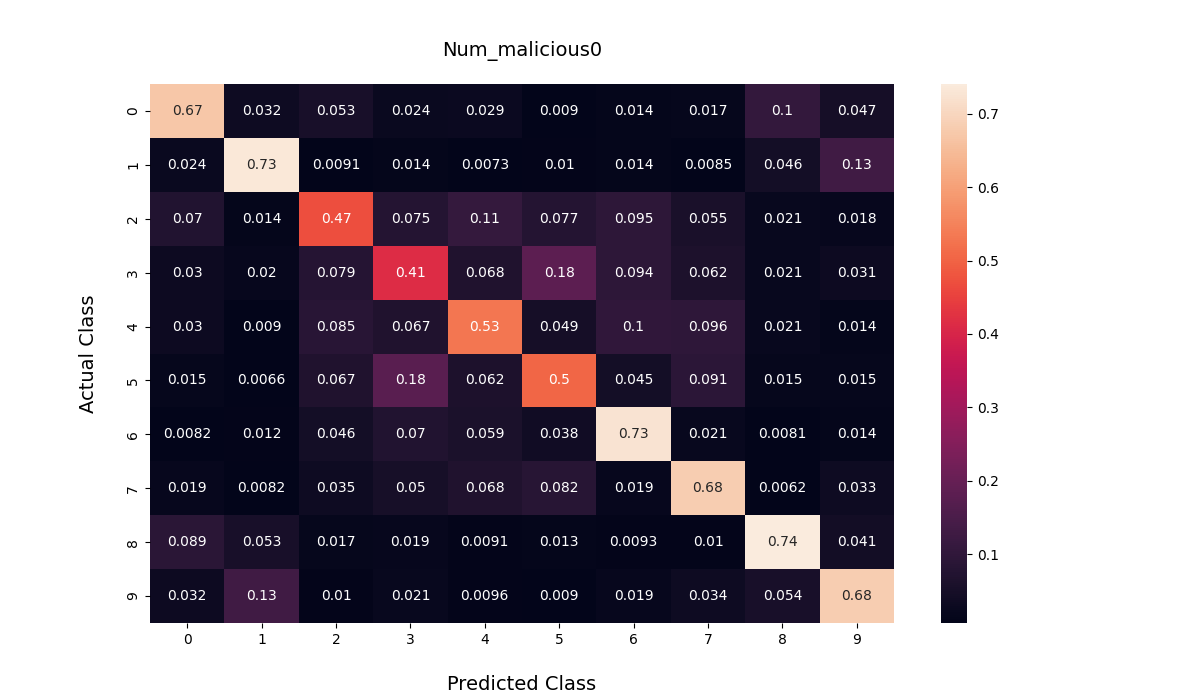 Num_malicious0
0 0.67 0.032 0.053 0.024 0.029 0.009 0.014 0.017 0.1 0.047
1 0.024 0.73 0.0091 0.014 0.0073 0.01 0.014 0.0085 0.046 0.13
2 0.07 0.014 0.47 0.075 0.11 0.077 0.095 0.055 0.021 0.018
3 0.03 0.02 0.079 0.41 0.068 0.18 0.094 0.062 0.021 0.031
4 0.03 0.009 0.085 0.067 0.53 0.049 0.1 0.096 0.021 0.014
5 0.015 0.0066 0.067 0.18 0.062 0.5 0.045 0.091 0.015 0.015
6 0.0082 0.012 0.046 0.07 0.059 0.038 0.73 0.021 0.0081 0.014
7 0.019 0.0082 0.035 0.05 0.068 0.082 0.019 0.68 0.0062 0.033
8 0.089 0.053 0.017 0.019 0.0091 0.013 0.0093 0.01 0.74 0.041
9 0.032 0.13 0.01 0.021 0.0096 0.009 0.019 0.034 0.054 0.68
0 1 2 3 4 5 6 7 8 9
Predicted Class
Actual Class
0.7
0.6
0.5
0.4
0.3
0.2
0.1